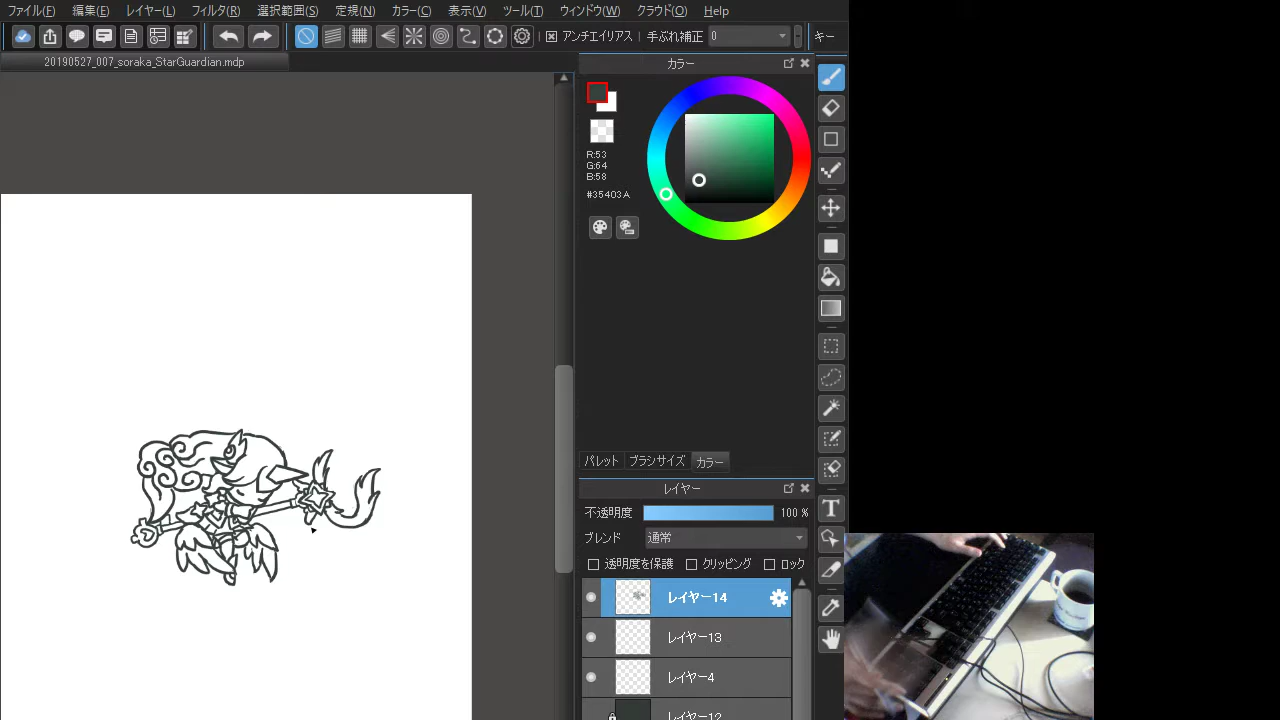 ファイル(F) 編集(E) レイヤー(L) フィルタ(R) 選択範囲(S) 定規(N) カラー(C) 表示(V) ツール(T) ウィンドウ(W) クラウド(O) Help
アンチエイリアス 手ぶれ補正 0 キー
20190527_007_soraka_StarGuardian.mdp
カラー
R:53
G:64
B:58
#35403A
パレット ブラシサイズ カラー
レイヤー
不透明度 100 %
ブレンド 通常
透明度を保護 クリッピング ロック
レイヤー14
レイヤー13
レイヤー4
レイヤー12